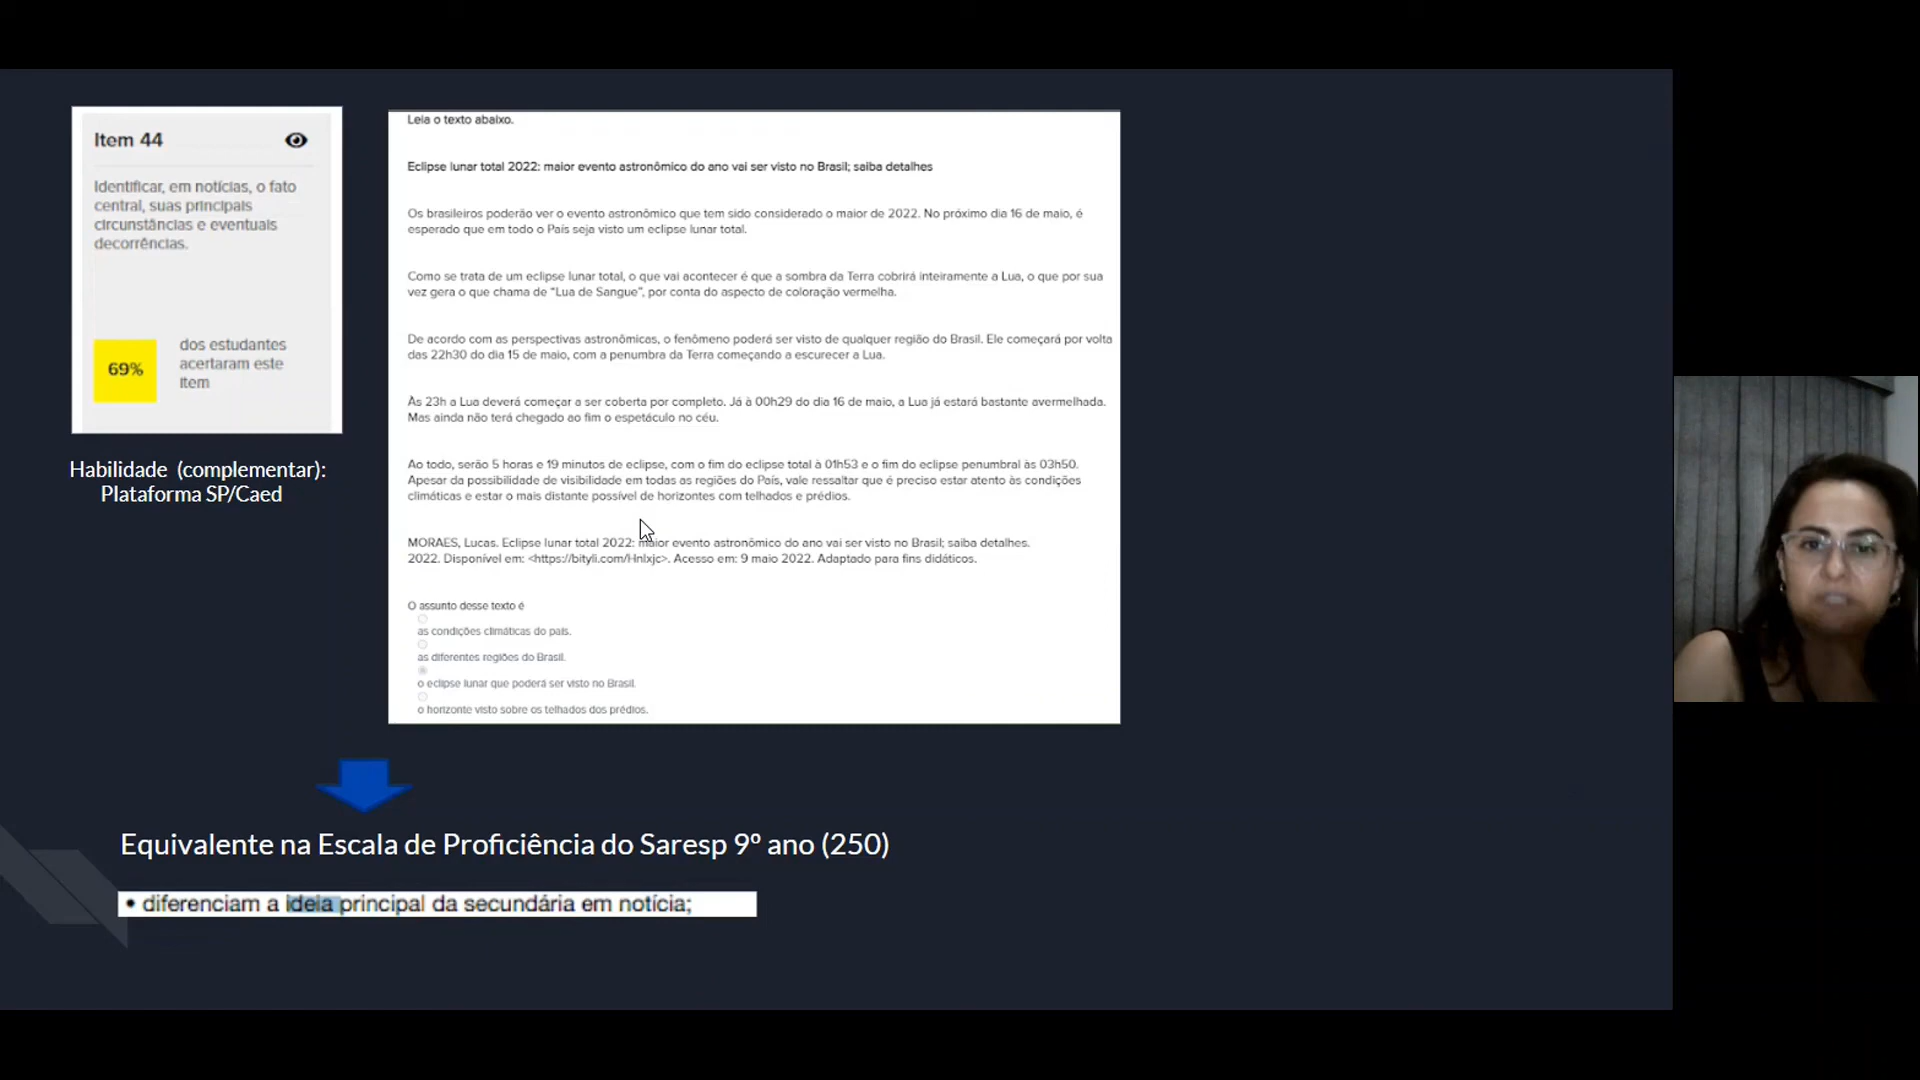 Item 44
Identificar, em notícias, o fato
central, suas principais
circunstâncias e eventuais
decorrências.
69%
dos estudantes
acertaram este
item
Habilidade (complementar):
Plataforma SP/Caed
Leia o texto abaixo.
Eclipse lunar total 2022: maior evento astronômico do ano vai ser visto no Brasil; saiba detalhes
Os brasileiros poderão ver o evento astronômico que tem sido considerado o maior de 2022. No próximo dia 16 de maio, é
esperado que em todo o País seja visto um eclipse lunar total.
Como se trata de um eclipse lunar total, o que vai acontecer é que a sombra da Terra cobrirá inteiramente a Lua, o que por sua
vez gera o que chama de “Lua de Sangue”, por conta do aspecto de coloração vermelha.
De acordo com as perspectivas astronômicas, o fenômeno poderá ser visto de qualquer região do Brasil. Ele começará por volta
das 22h30 do dia 15 de maio, com a penumbra da Terra começando a escurecer a Lua.
Às 23h a Lua deverá começar a ser coberta por completo. Já à 00h29 do dia 16 de maio, a Lua já estará bastante avermelhada.
Mas ainda não terá chegado ao fim o espetáculo no céu.
Ao todo, serão 5 horas e 19 minutos de eclipse, com o fim do eclipse total à 01h53 e o fim do eclipse penumbral às 03h50.
Apesar da possibilidade de visibilidade em todas as regiões do País, vale ressaltar que é preciso estar atento às condições
climáticas e estar o mais distante possível de horizontes com telhados e prédios.
MORAES, Lucas. Eclipse lunar total 2022: maior evento astronômico do ano vai ser visto no Brasil; saiba detalhes.
2022. Disponível em: <https://bityli.com/Hnlxjc>. Acesso em: 9 maio 2022. Adaptado para fins didáticos.
O assunto desse texto é
as condições climáticas do país.
as diferentes regiões do Brasil.
o eclipse lunar que poderá ser visto no Brasil.
o horizonte visto sobre os telhados dos prédios.
Equivalente na Escala de Proficiência do Saresp 9º ano (250)
• diferenciam a ideia principal da secundária em notícia;